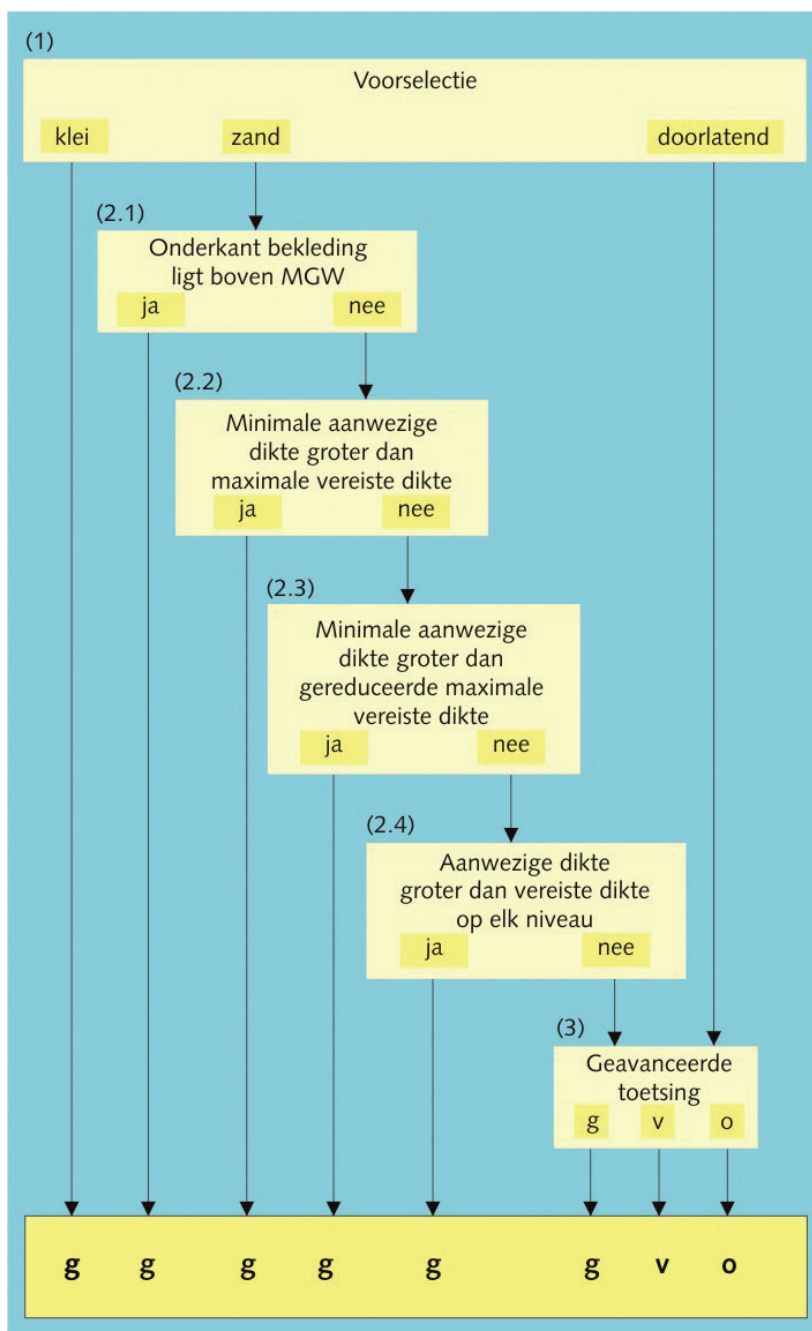 (1)
Voorselectie
klei zand doorlatend
(2.1)
Onderkant bekleding
ligt boven MGW
ja nee
(2.2)
Minimale aanwezige
dikte groter dan
maximale vereiste dikte
ja nee
(2.3)
Minimale aanwezige
dikte groter dan
gereduceerde maximale
vereiste dikte
ja nee
(2.4)
Aanwezige dikte
groter dan vereiste dikte
op elk niveau
ja nee
(3)
Geavanceerde
toetsing
g v o
g g g g g g v o